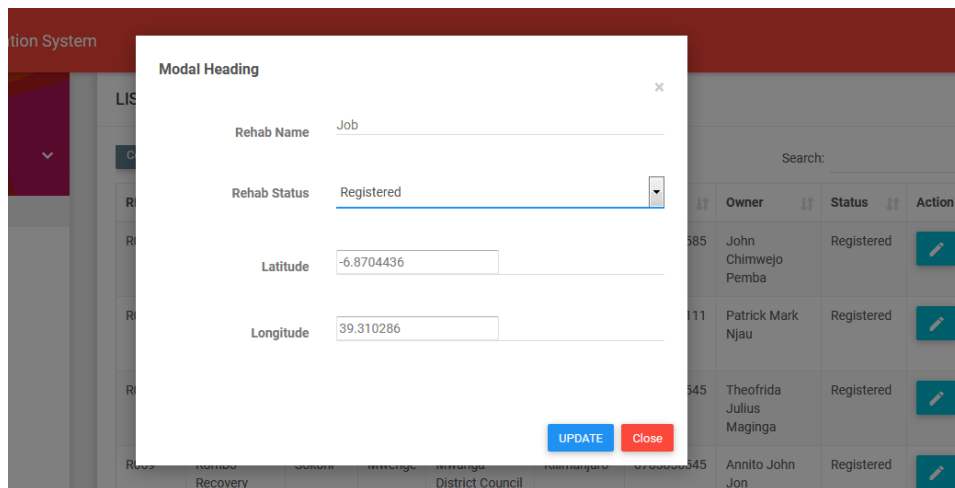 tion System
Modal Heading
×
LIS
Rehab Name Job
Search:
Rehab Status Registered
Owner Status Action
585 John Chimwejo Pemba Registered
Latitude -6.8704436
111 Patrick Mark Njau Registered
Longitude 39.310286
545 Theofrida Julius Maginga Registered
UPDATE Close
545 Annito John Jon Registered
Recovery District Council